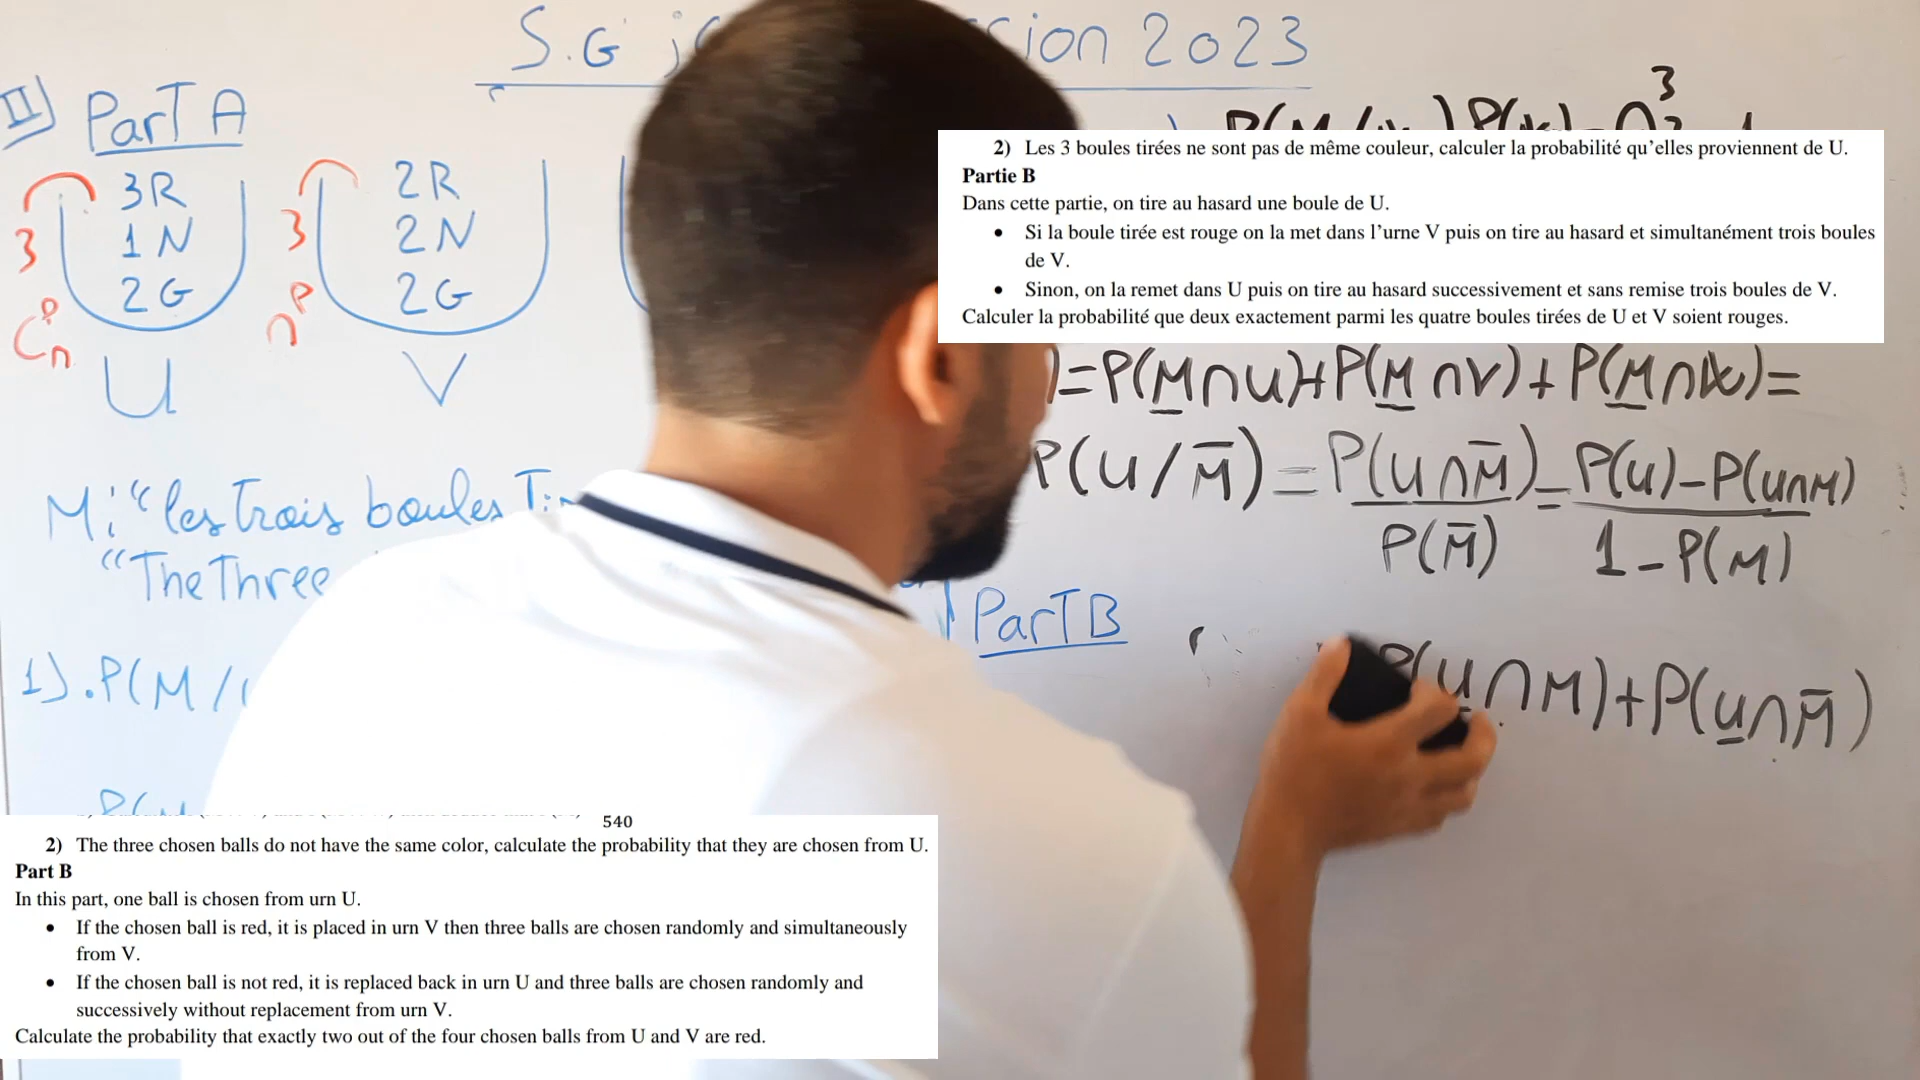 S.G j ion 2023
II) ParT A
3R
1N
2G
3
C_n^P
U
2R
2N
2G
3
n^P
V
M: "les Trois boules
"The Three
1). P(M/
2) Les 3 boules tirées ne sont pas de même couleur, calculer la probabilité qu'elles proviennent de U.
Partie B
Dans cette partie, on tire au hasard une boule de U.
• Si la boule tirée est rouge on la met dans l'urne V puis on tire au hasard et simultanément trois boules
de V.
• Sinon, on la remet dans U puis on tire au hasard successivement et sans remise trois boules de V.
Calculer la probabilité que deux exactement parmi les quatre boules tirées de U et V soient rouges.
)=P(M∩U)+P(M∩V)+P(M∩W)=
P(U/M̄)=P(U∩M̄)/P(M̄)=P(U)-P(U∩M)/1-P(M)
ParT B
P(U∩M)+P(U∩M̄)
540
2) The three chosen balls do not have the same color, calculate the probability that they are chosen from U.
Part B
In this part, one ball is chosen from urn U.
• If the chosen ball is red, it is placed in urn V then three balls are chosen randomly and simultaneously
from V.
• If the chosen ball is not red, it is replaced back in urn U and three balls are chosen randomly and
successively without replacement from urn V.
Calculate the probability that exactly two out of the four chosen balls from U and V are red.